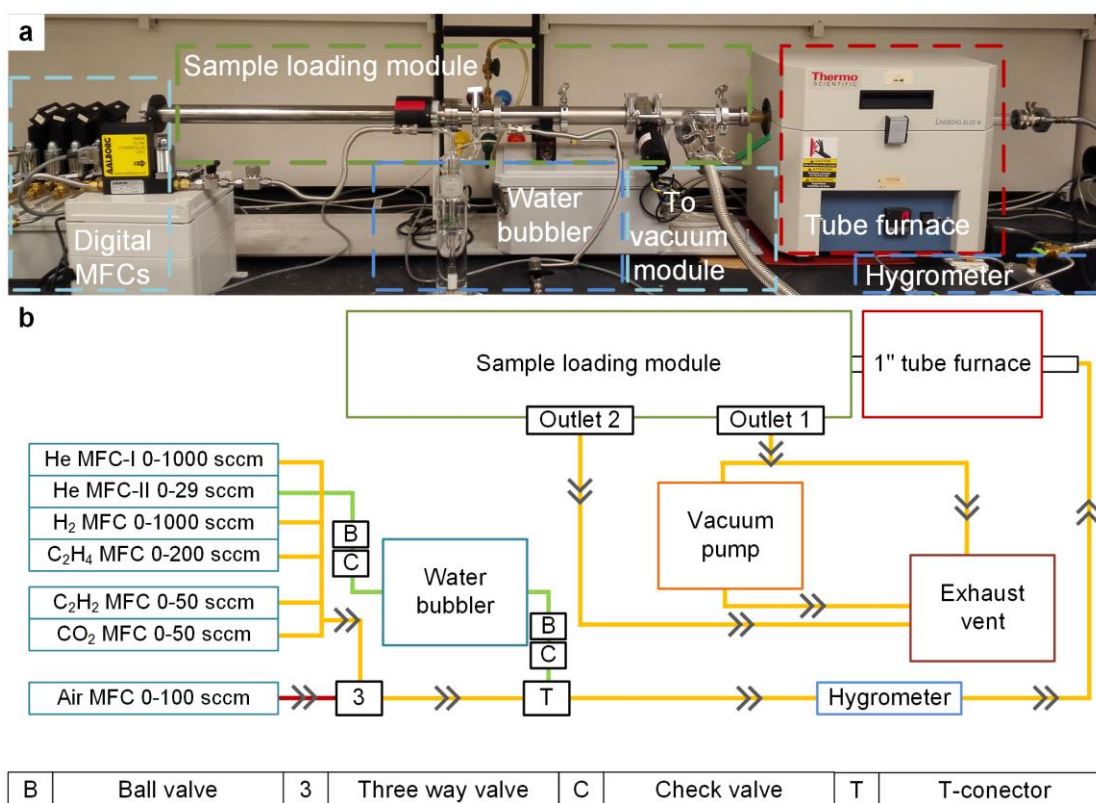 a
Sample loading module
Thermo
SCIENTIFIC
LINDBERG BLUE M
AALBORG
Digital
MFCs
Water
bubbler
To
vacuum
module
Tube furnace
Hygrometer
b
Sample loading module
1" tube furnace
Outlet 2
Outlet 1
He MFC-I 0-1000 sccm
He MFC-II 0-29 sccm
H₂ MFC 0-1000 sccm
C₂H₄ MFC 0-200 sccm
C₂H₂ MFC 0-50 sccm
CO₂ MFC 0-50 sccm
Air MFC 0-100 sccm
B
C
Water
bubbler
B
C
Vacuum
pump
Exhaust
vent
3
T
Hygrometer
B Ball valve 3 Three way valve C Check valve T T-conector